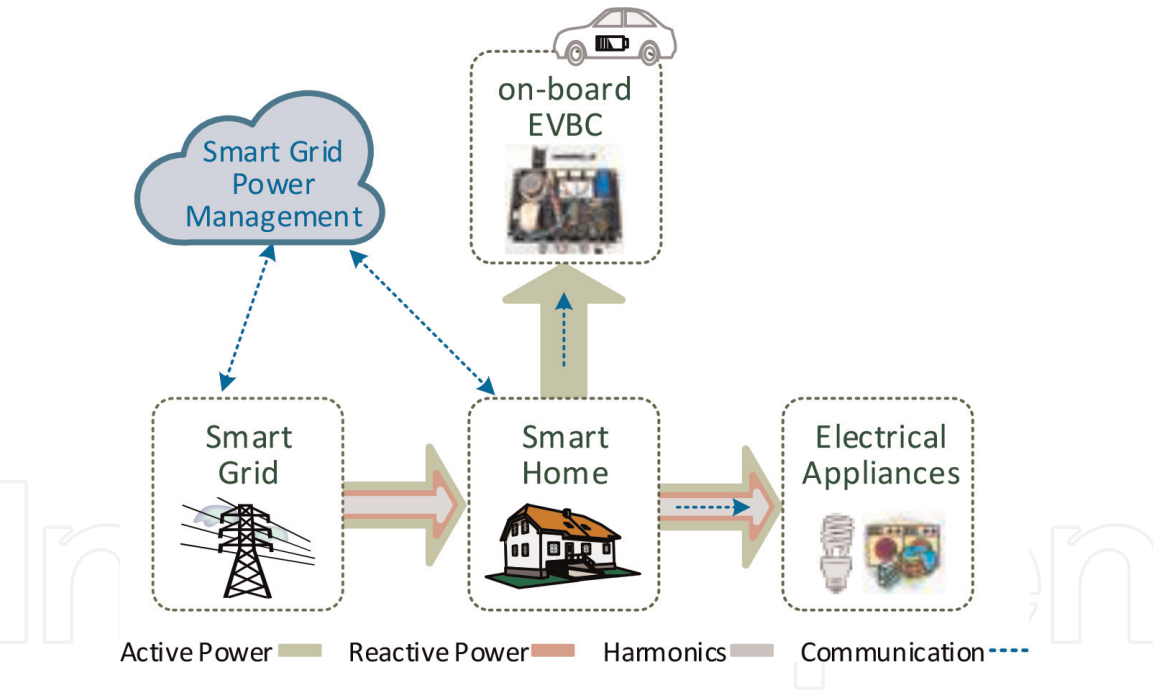 on-board
EVBC
Smart Grid
Power
Management
Smart
Grid
Smart
Home
Electrical
Appliances
Active Power
Reactive Power
Harmonics
Communication